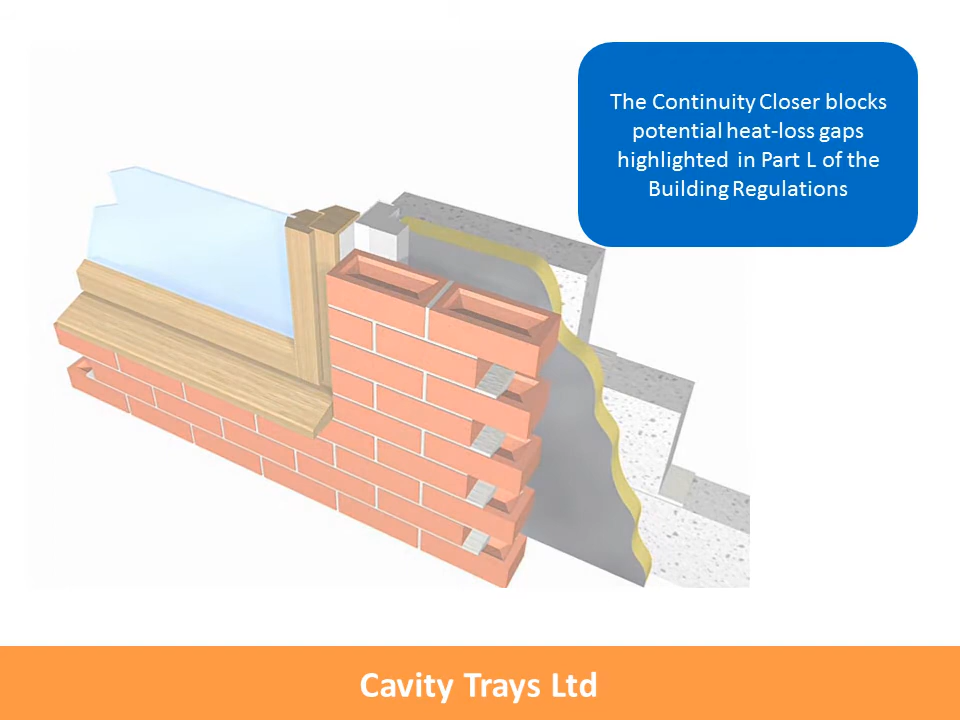 The Continuity Closer blocks
potential heat-loss gaps
highlighted in Part L of the
Building Regulations
Cavity Trays Ltd